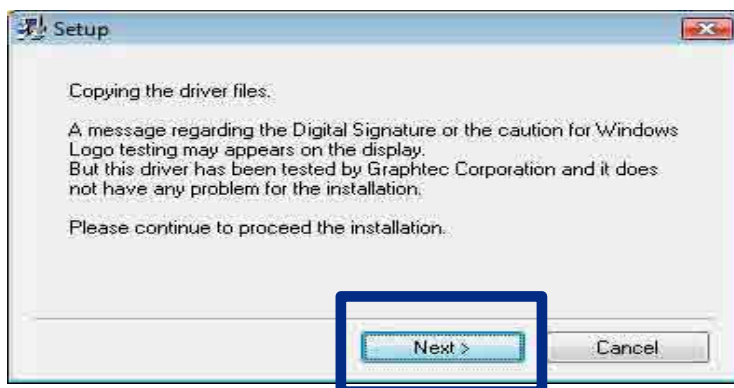 Setup
Copying the driver files.
A message regarding the Digital Signature or the caution for Windows
Logo testing may appears on the display.
But this driver has been tested by Graphtec Corporation and it does
not have any problem for the installation.
Please continue to proceed the installation.
Next >
Cancel